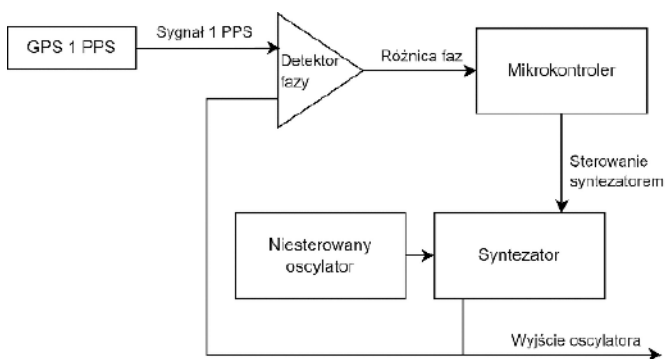 GPS 1 PPS
Sygnał 1 PPS
Detektor
fazy
Różnica faz
Mikrokontroler
Sterowanie
syntezatorem
Niesterowany
oscylator
Syntezator
Wyjście oscylatora